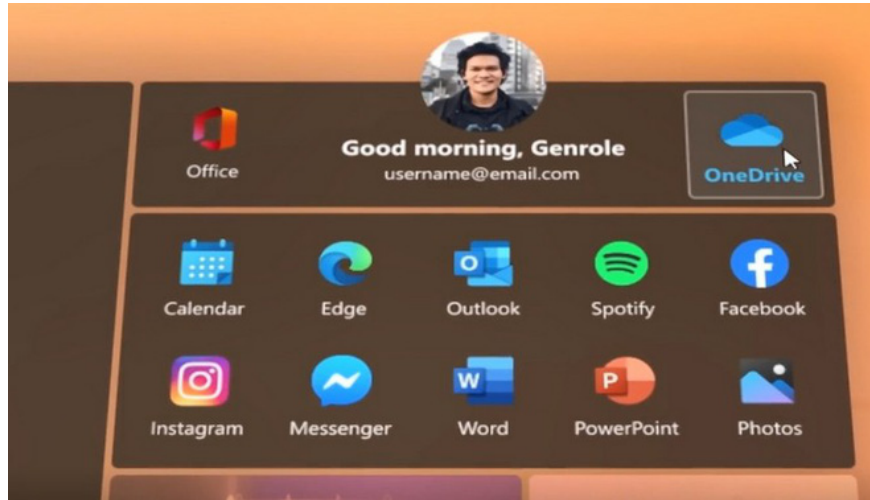 Good morning, Genrole
Office
username@email.com
OneDrive
Calendar
Edge
Outlook
Spotify
Facebook
Instagram
Messenger
Word
PowerPoint
Photos